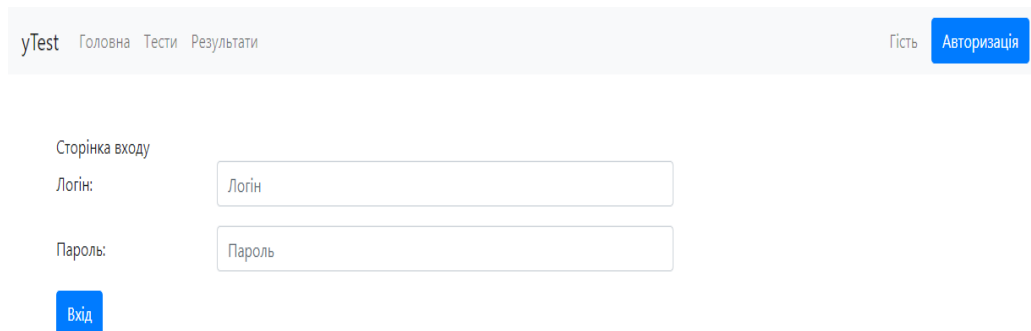 yTest Головна Тести Результати Гість Авторизація
Сторінка входу
Логін: Логін
Пароль: Пароль
Вхід